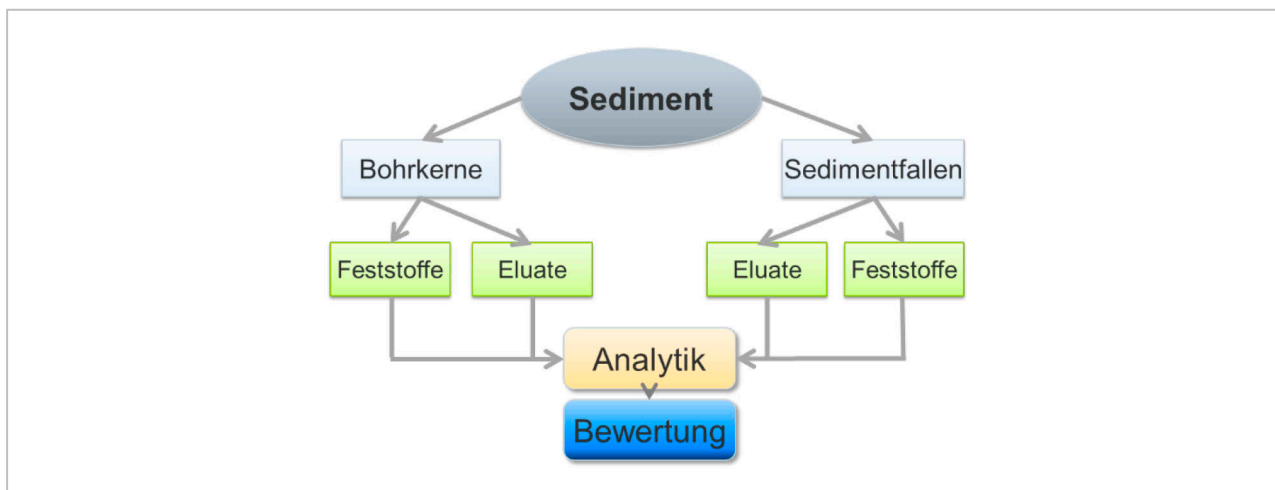 Sediment
Bohrkerne
Sedimentfallen
Feststoffe
Eluate
Eluate
Feststoffe
Analytik
Bewertung